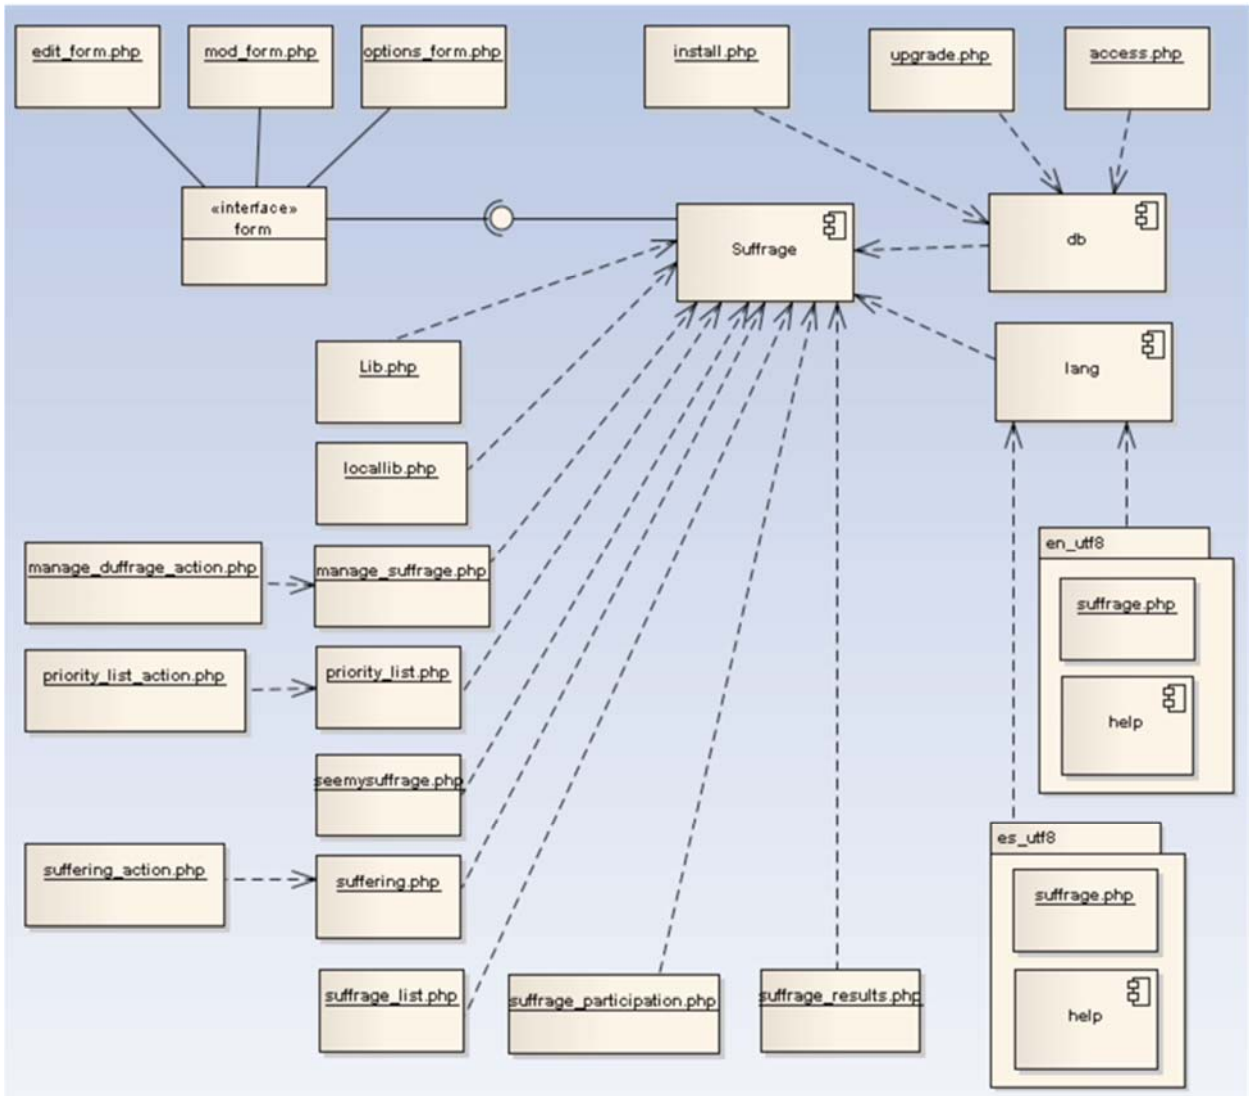 edit_form.php
mod_form.php
options_form.php
install.php
upgrade.php
access.php
«interface»
form
Suffrage
db
lang
Lib.php
locallib.php
manage_duffrage_action.php
manage_suffrage.php
priority_list_action.php
priority_list.php
seemysuffrage.php
suffering_action.php
suffering.php
suffrage_list.php
suffrage_participation.php
suffrage_results.php
en_utf8
suffrage.php
help
es_utf8
suffrage.php
help